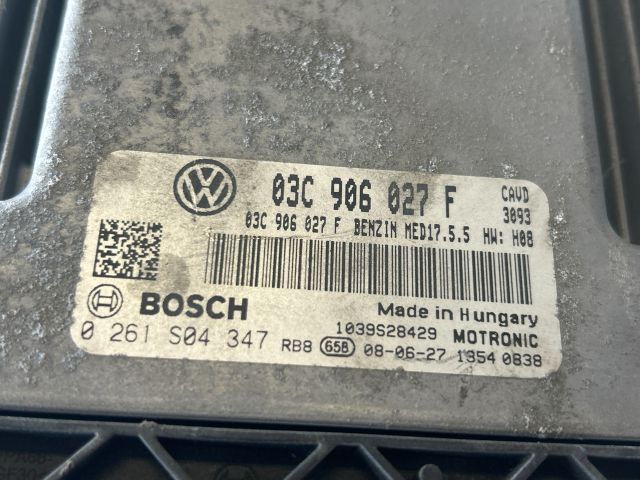 03C 906 027 F CAVD
3093
03C 906 027 F BENZIN MED17.5.5 HW: H08
BOSCH Made in Hungary
1039S28429 MOTRONIC
0 261 S04 347 RB8 658 08-06-27 1354 0838